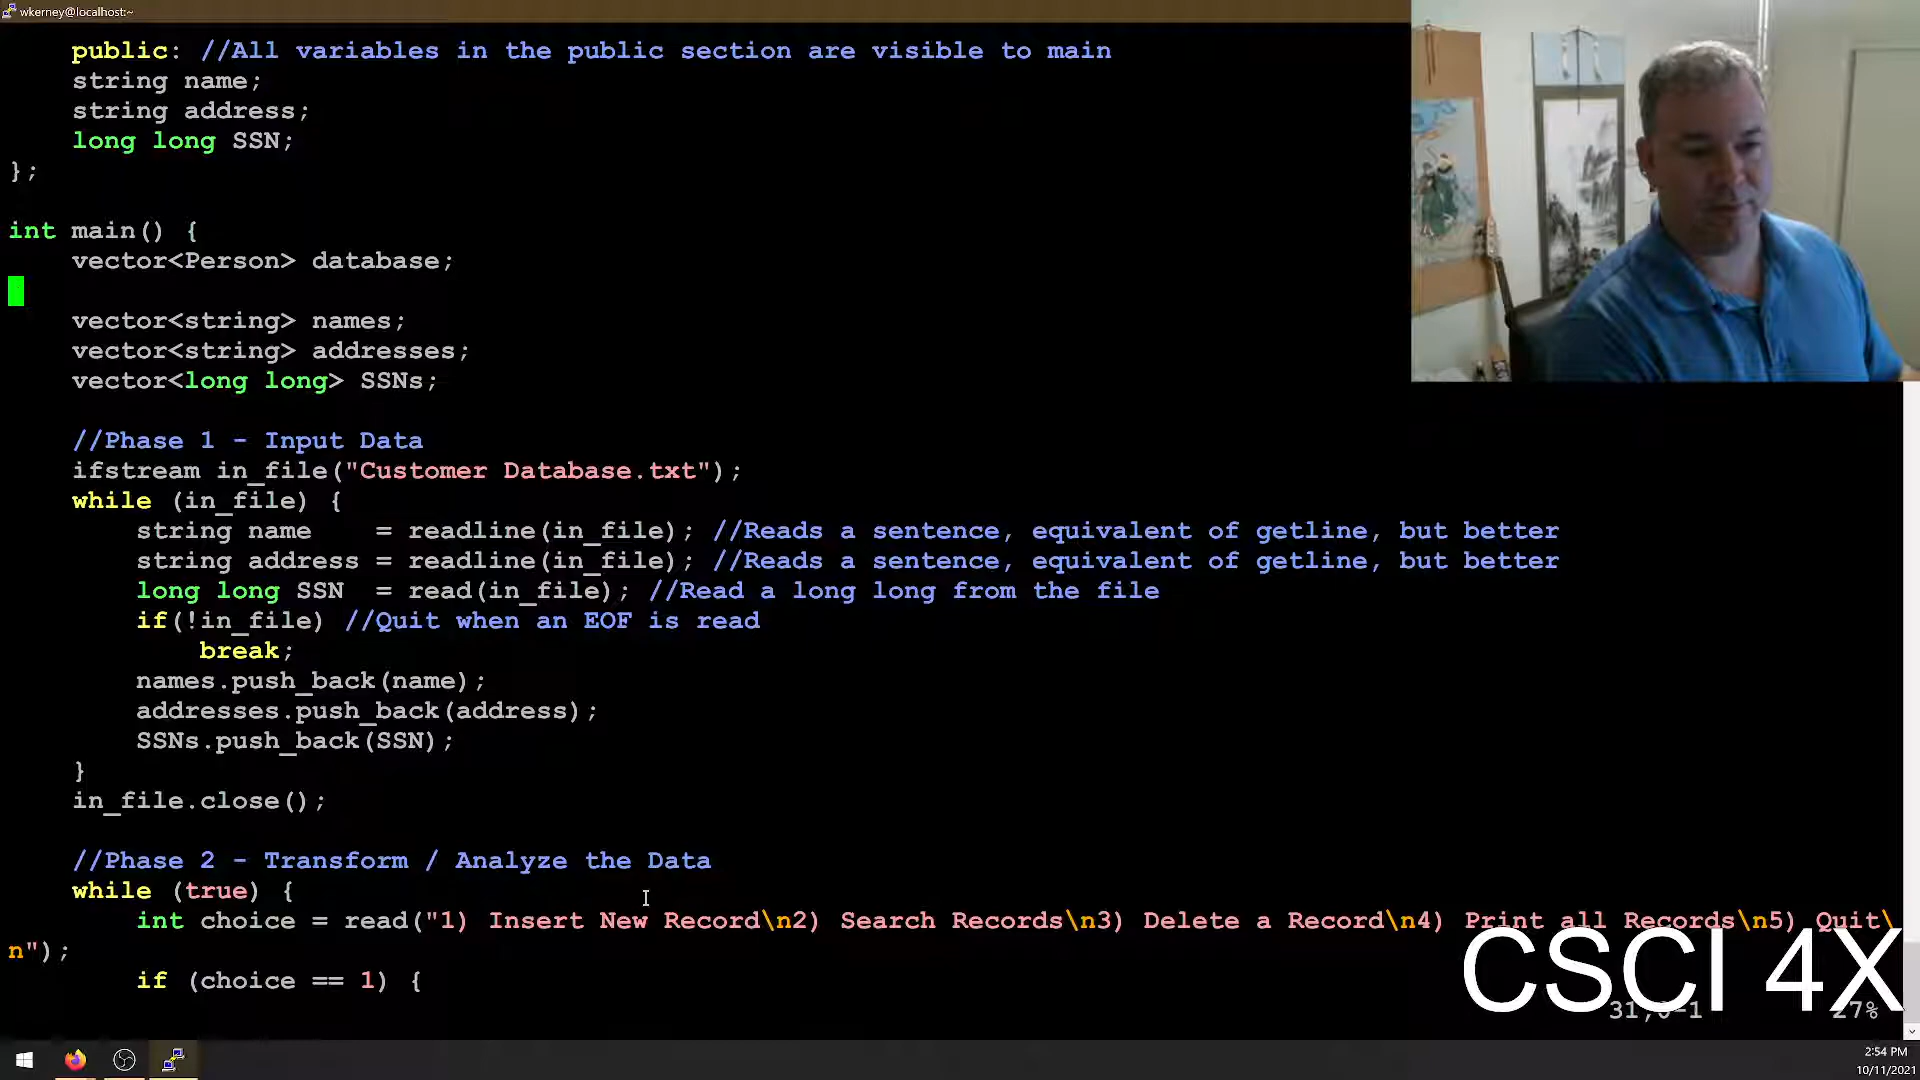 wkerney@localhost:~
public: //All variables in the public section are visible to main
string name;
string address;
long long SSN;
};
int main() {
vector<Person> database;
vector<string> names;
vector<string> addresses;
vector<long long> SSNs;
//Phase 1 - Input Data
ifstream in_file("Customer Database.txt");
while (in_file) {
string name    = readline(in_file); //Reads a sentence, equivalent of getline, but better
string address = readline(in_file); //Reads a sentence, equivalent of getline, but better
long long SSN  = read(in_file); //Read a long long from the file
if(!in_file) //Quit when an EOF is read
break;
names.push_back(name);
addresses.push_back(address);
SSNs.push_back(SSN);
}
in_file.close();
//Phase 2 - Transform / Analyze the Data
while (true) {
int choice = read("1) Insert New Record\n2) Search Records\n3) Delete a Record\n4) Print all Records\n5) Quit\
n");
if (choice == 1) {
CSCI 4X
2:54 PM
10/11/2021